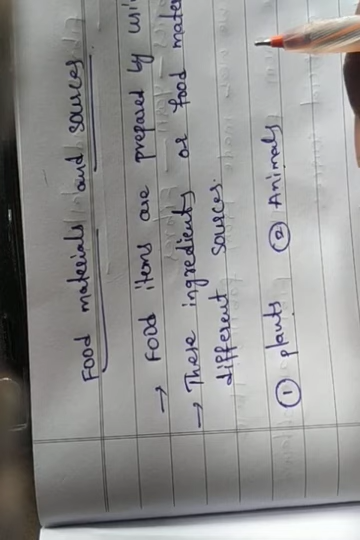 Food materials and sources
→ Food items are prepared by
→ These ingredients or food
different sources.
① plants ② Animals